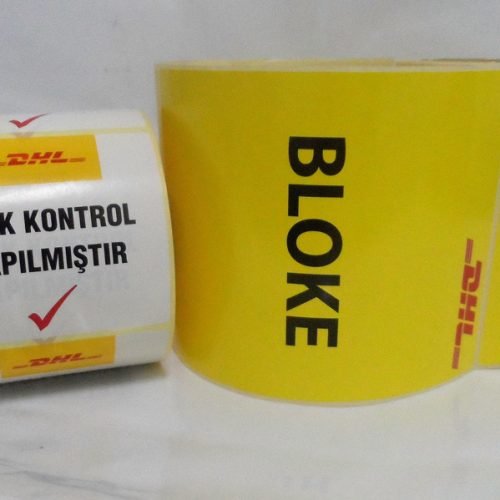 DHL
K KONTROL
PILMIŞTIR
DHL
BLOKE
DHL